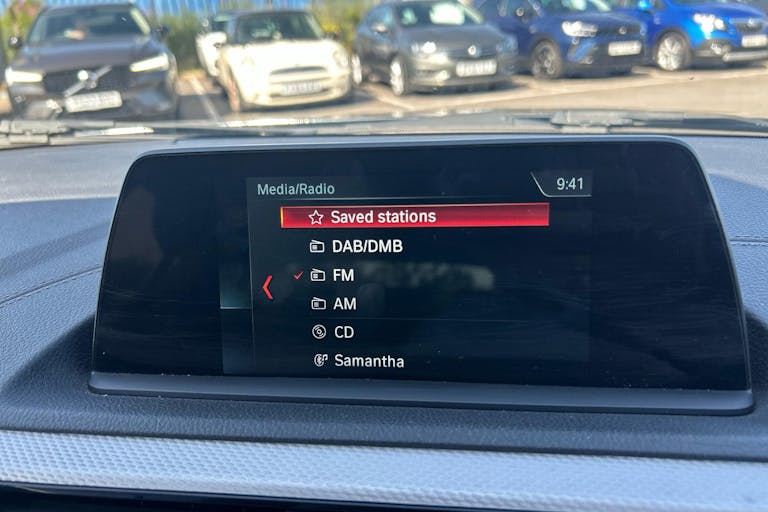 Media/Radio
9:41
Saved stations
DAB/DMB
FM
AM
CD
Samantha